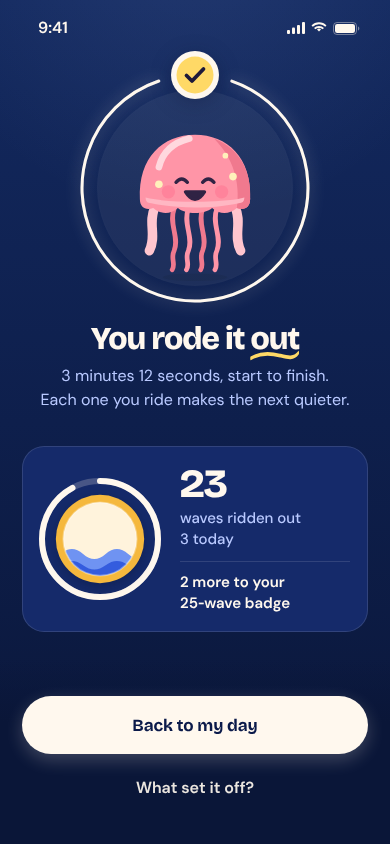 9:41
You rode it out
3 minutes 12 seconds, start to finish.
Each one you ride makes the next quieter.
23
waves ridden out
3 today
2 more to your
25-wave badge
Back to my day
What set it off?